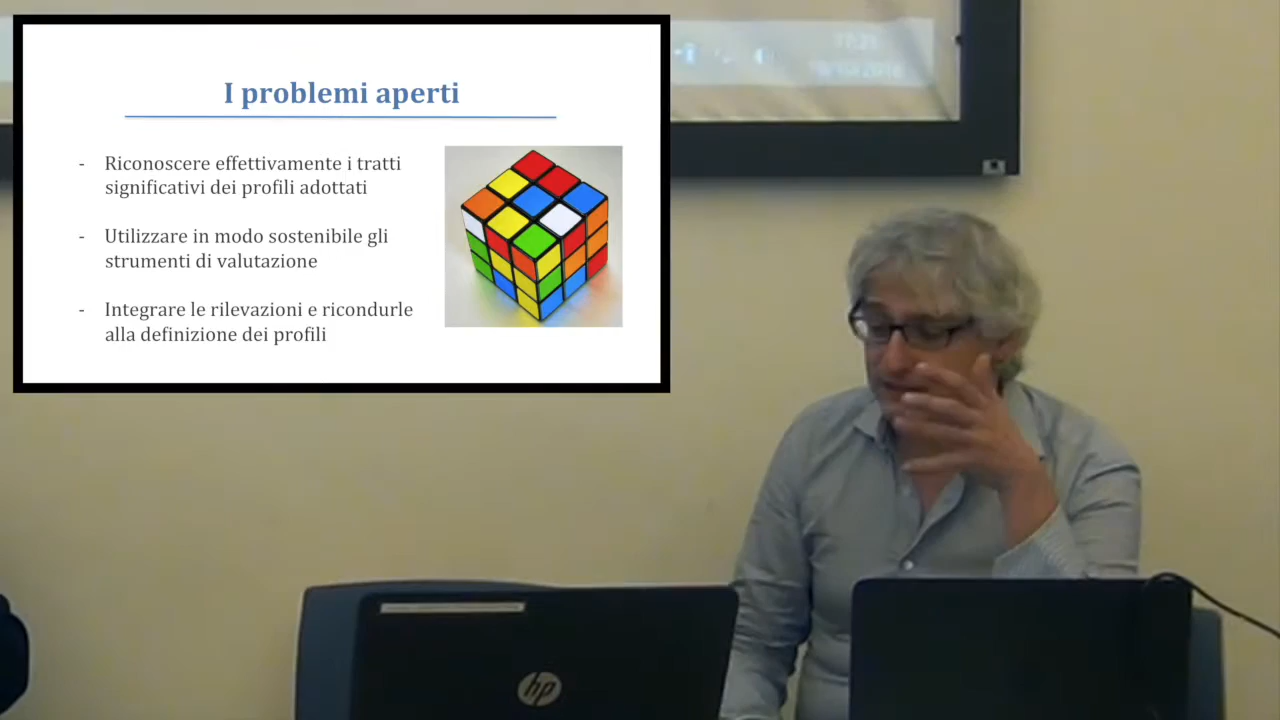 I problemi aperti
- Riconoscere effettivamente i tratti
significativi dei profili adottati
- Utilizzare in modo sostenibile gli
strumenti di valutazione
- Integrare le rilevazioni e ricondurle
alla definizione dei profili
hp